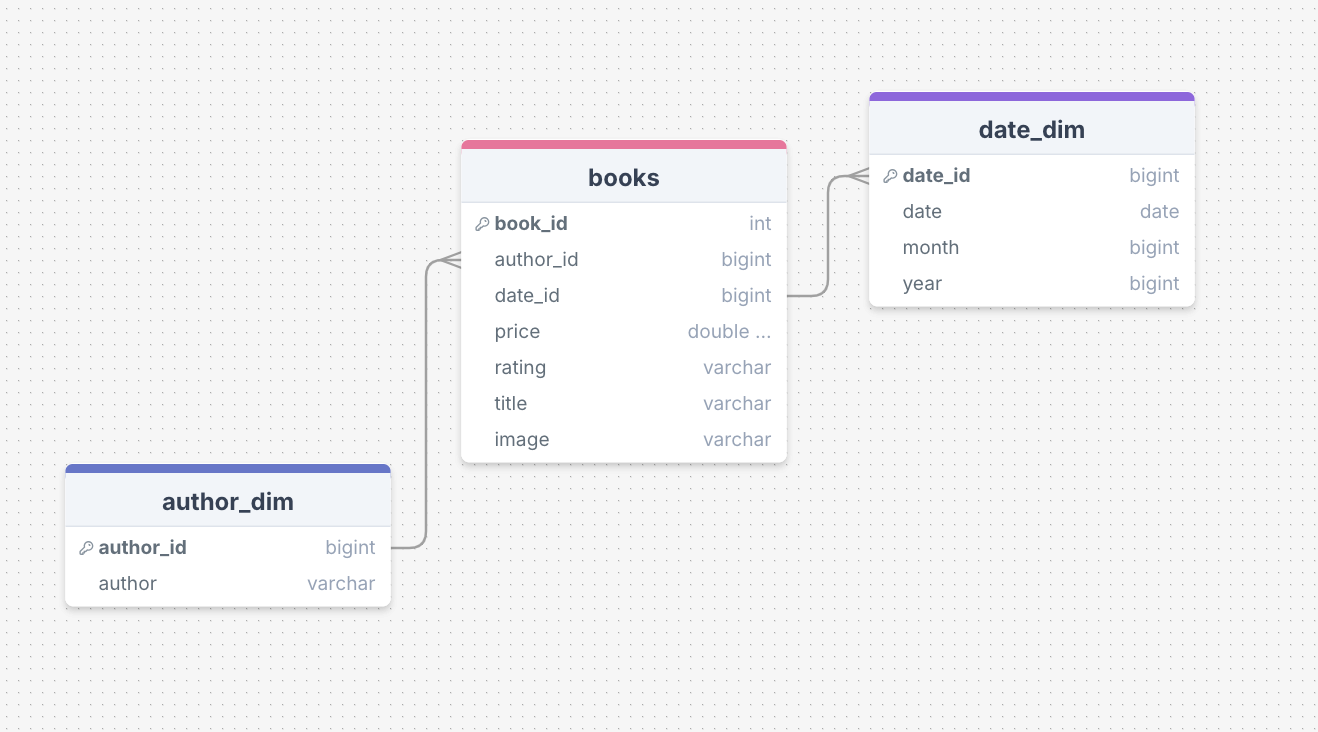 date_dim
date_id bigint
date date
month bigint
year bigint
books
book_id int
author_id bigint
date_id bigint
price double ...
rating varchar
title varchar
image varchar
author_dim
author_id bigint
author varchar